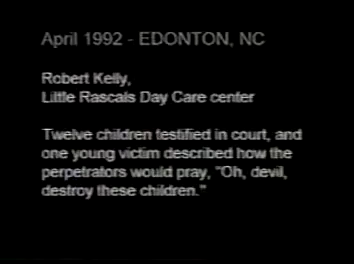 April 1992 - EDONTON, NC
Robert Kelly,
Little Rascals Day Care center
Twelve children testified in court, and
one young victim described how the
perpetrators would pray, "Oh, devil,
destroy these children."